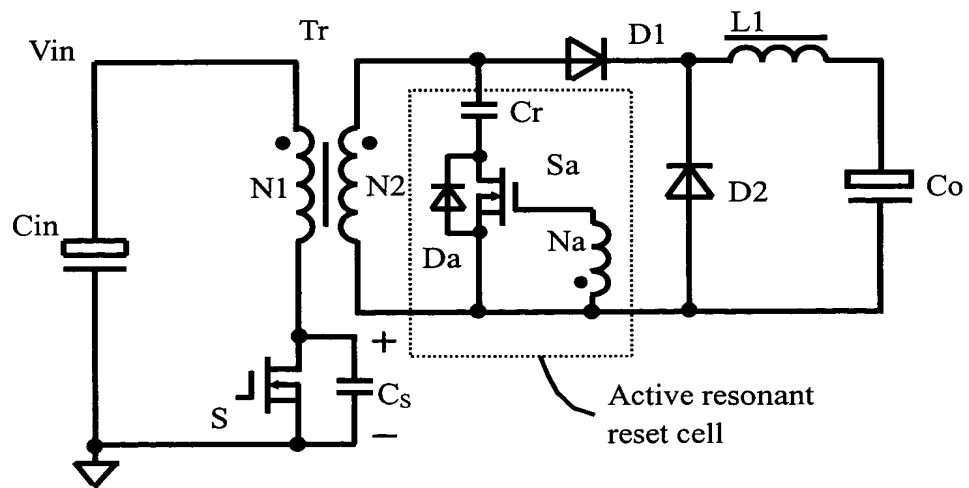 Vin
Tr
D1
L1
Cr
Sa
N1
N2
D2
Co
Cin
Da
Na
+
S
Cs
−
Active resonant
reset cell